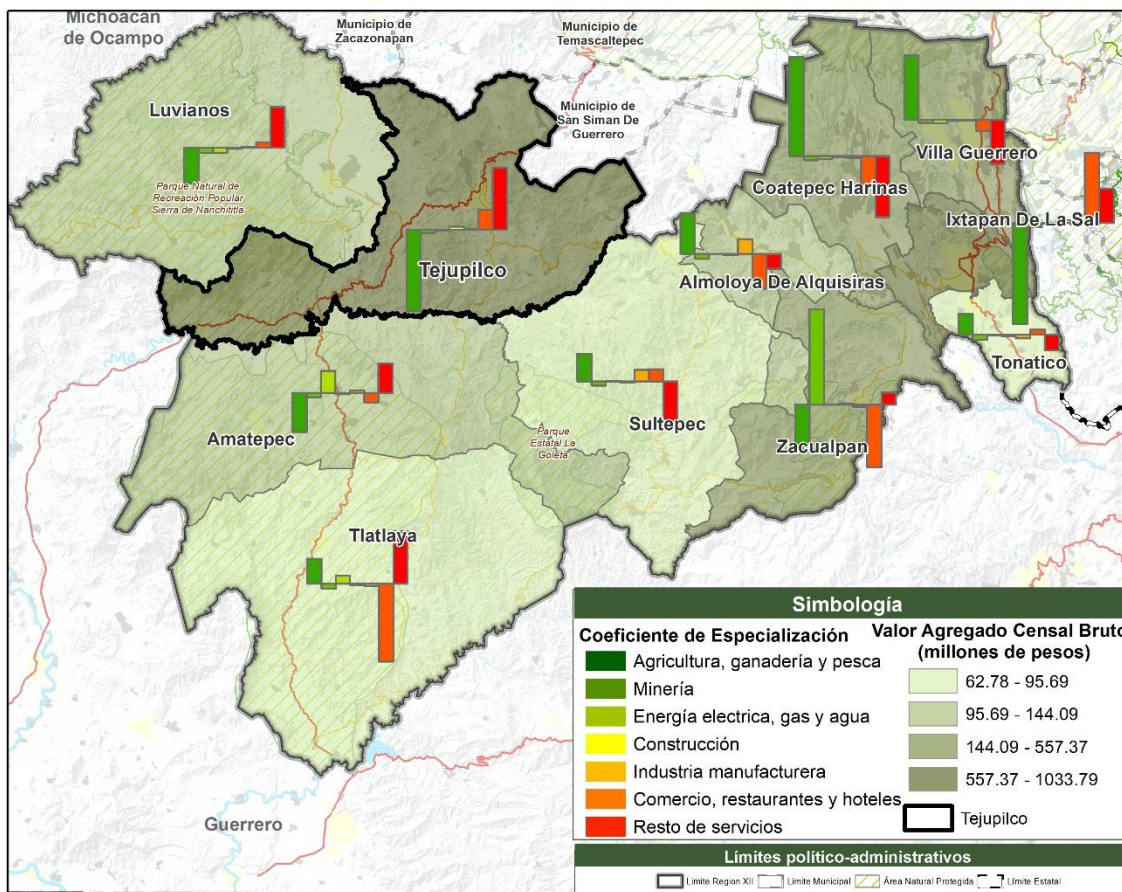 Michoacán
de Ocampo
Municipio de
Zacazonapan
Municipio de
Temascaltepec
Municipio de
San Siman De
Guerrero
Luvianos
Parque Natural de
Recreación Popular
Sierra de Nanchititla
Tejupilco
Villa Guerrero
Coatepec Harinas
Ixtapan De La Sal
Almoloya De Alquisiras
Tonatico
Amatepec
Sultepec
Parque
Estatal La
Goleta
Zacualpan
Tlatlaya
Guerrero
Simbología
Coeficiente de Especialización
Agricultura, ganadería y pesca
Minería
Energía electrica, gas y agua
Construcción
Industria manufacturera
Comercio, restaurantes y hoteles
Resto de servicios
Valor Agregado Censal Bruto
(millones de pesos)
62.78 - 95.69
95.69 - 144.09
144.09 - 557.37
557.37 - 1033.79
Tejupilco
Límites político-administrativos
Limite Region XII
Limite Municipal
Área Natural Protegida
Límite Estatal